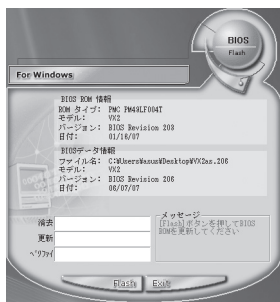 BIOS
Flash
For Windows
BIOS ROM 情報
ROM タイプ: PMC PM49LF004T
モデル: VX2
バージョン: BIOS Revision 203
日付: 01/16/07
BIOSデータ情報
ファイル名: C:¥Users¥asus¥Desktop¥VX2as.206
モデル: VX2
バージョン: BIOS Revision 206
日付: 06/07/07
消去
更新
ベリファイ
メッセージ
[Flash]ボタンを押してBIOS
ROMを更新してください
Flash Exit